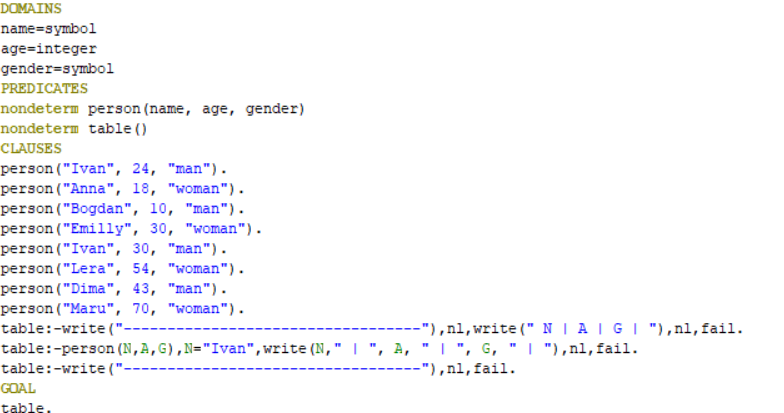 DOMAINS
name=symbol
age=integer
gender=symbol
PREDICATES
nondeterm person(name, age, gender)
nondeterm table()
CLAUSES
person("Ivan", 24, "man").
person("Anna", 18, "woman").
person("Bogdan", 10, "man").
person("Emilly", 30, "woman").
person("Ivan", 30, "man").
person("Lera", 54, "woman").
person("Dima", 43, "man").
person("Maru", 70, "woman").
table:-write("----------------------------------"),nl,write(" N | A | G | "),nl,fail.
table:-person(N,A,G),N="Ivan",write(N," | ", A, " | ", G, " | "),nl,fail.
table:-write("----------------------------------"),nl,fail.
GOAL
table.